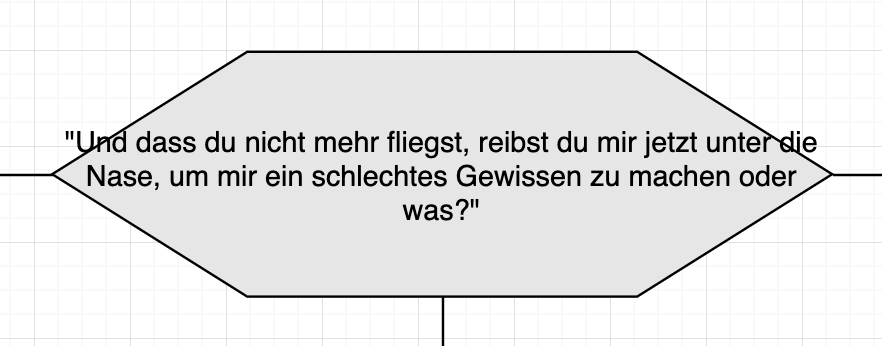 "Und dass du nicht mehr fliegst, reibst du mir jetzt unter die
Nase, um mir ein schlechtes Gewissen zu machen oder
was?"